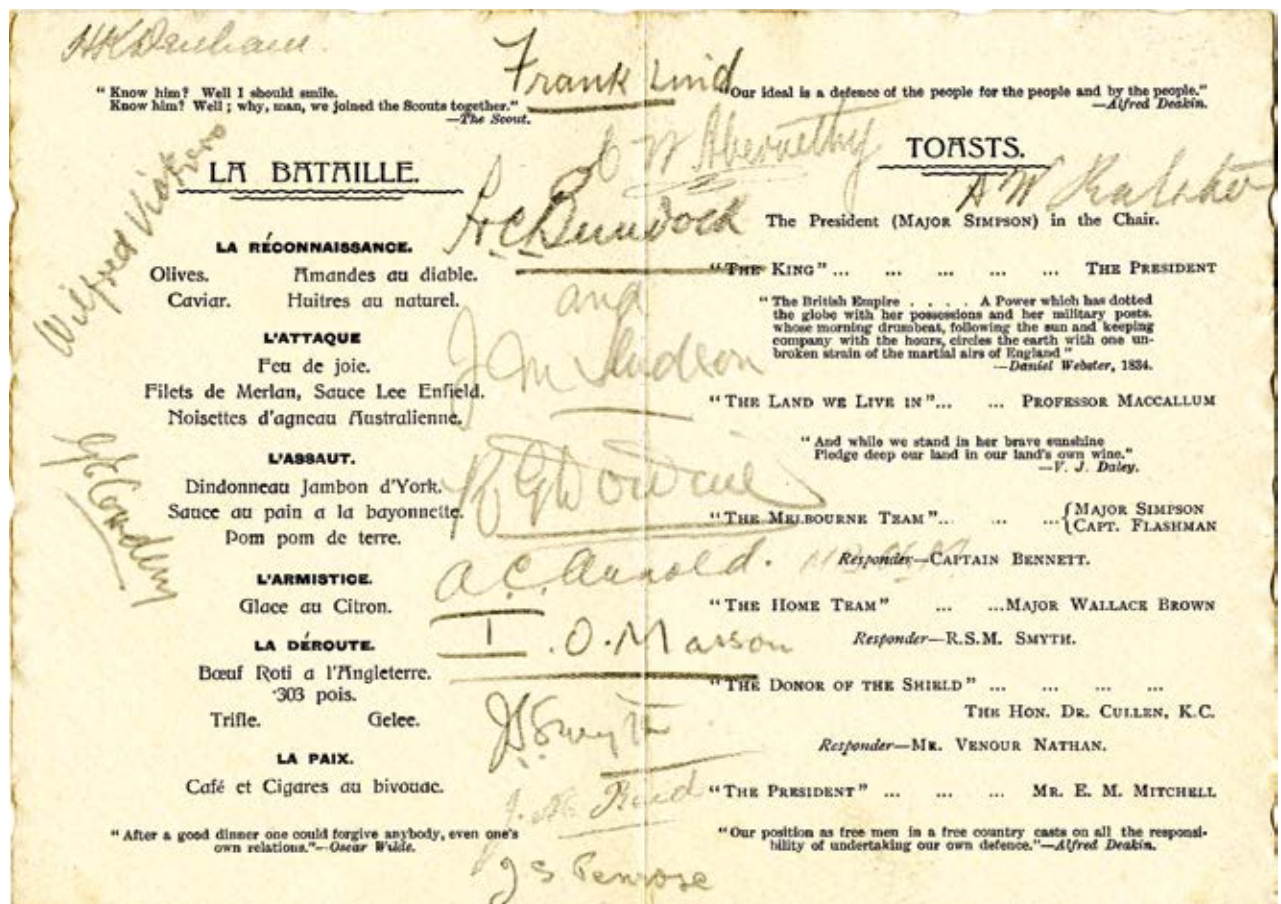 Frank Lind
"Know him? Well I should smile.
Know him? Well; why, man, we joined the Scouts together."
—The Scout.
LA BATAILLE.
LA RÉCONNAISSANCE.
Olives. Amandes au diable.
Caviar. Huitres au naturel.
L'ATTAQUE
Feu de joie.
Filets de Merlan, Sauce Lee Enfield.
Noisettes d'agneau Australienne.
L'ASSAUT.
Dindonneau Jambon d'York.
Sauce au pain a la bayonnette.
Pom pom de terre.
L'ARMISTICE.
Glace au Citron.
LA DÉROUTE.
Bœuf Roti a l'Angleterre.
·303 pois.
Trifle. Gelee.
LA PAIX.
Café et Cigares au bivouac.
"After a good dinner one could forgive anybody, even one's
own relations."—Oscar Wilde.
Wilfred
W Abernethy
and
A.C. Arnold.
I.O. Masson
J S Penrose
"Our ideal is a defence of the people for the people and by the people."
—Alfred Deakin.
TOASTS.
A W
The President (MAJOR SIMPSON) in the Chair.
"THE KING" ... ... ... ... ... THE PRESIDENT
"The British Empire . . . . A Power which has dotted
the globe with her possessions and her military posts.
whose morning drumbeat, following the sun and keeping
company with the hours, circles the earth with one un-
broken strain of the martial airs of England"
—Daniel Webster, 1834.
"THE LAND WE LIVE IN"... ... PROFESSOR MACCALLUM
"And while we stand in her brave sunshine
Pledge deep our land in our land's own wine."
—V. J. Daley.
"THE MELBOURNE TEAM"... ... ... {MAJOR SIMPSON
{CAPT. FLASHMAN
Responder—CAPTAIN BENNETT.
"THE HOME TEAM" ... ...MAJOR WALLACE BROWN
Responder—R.S.M. SMYTH.
"THE DONOR OF THE SHIELD" ... ... ... ...
THE HON. DR. CULLEN, K.C.
Responder—MR. VENOUR NATHAN.
"THE PRESIDENT" ... ... ... MR. E. M. MITCHELL
"Our position as free men in a free country casts on all the responsi-
bility of undertaking our own defence."—Alfred Deakin.